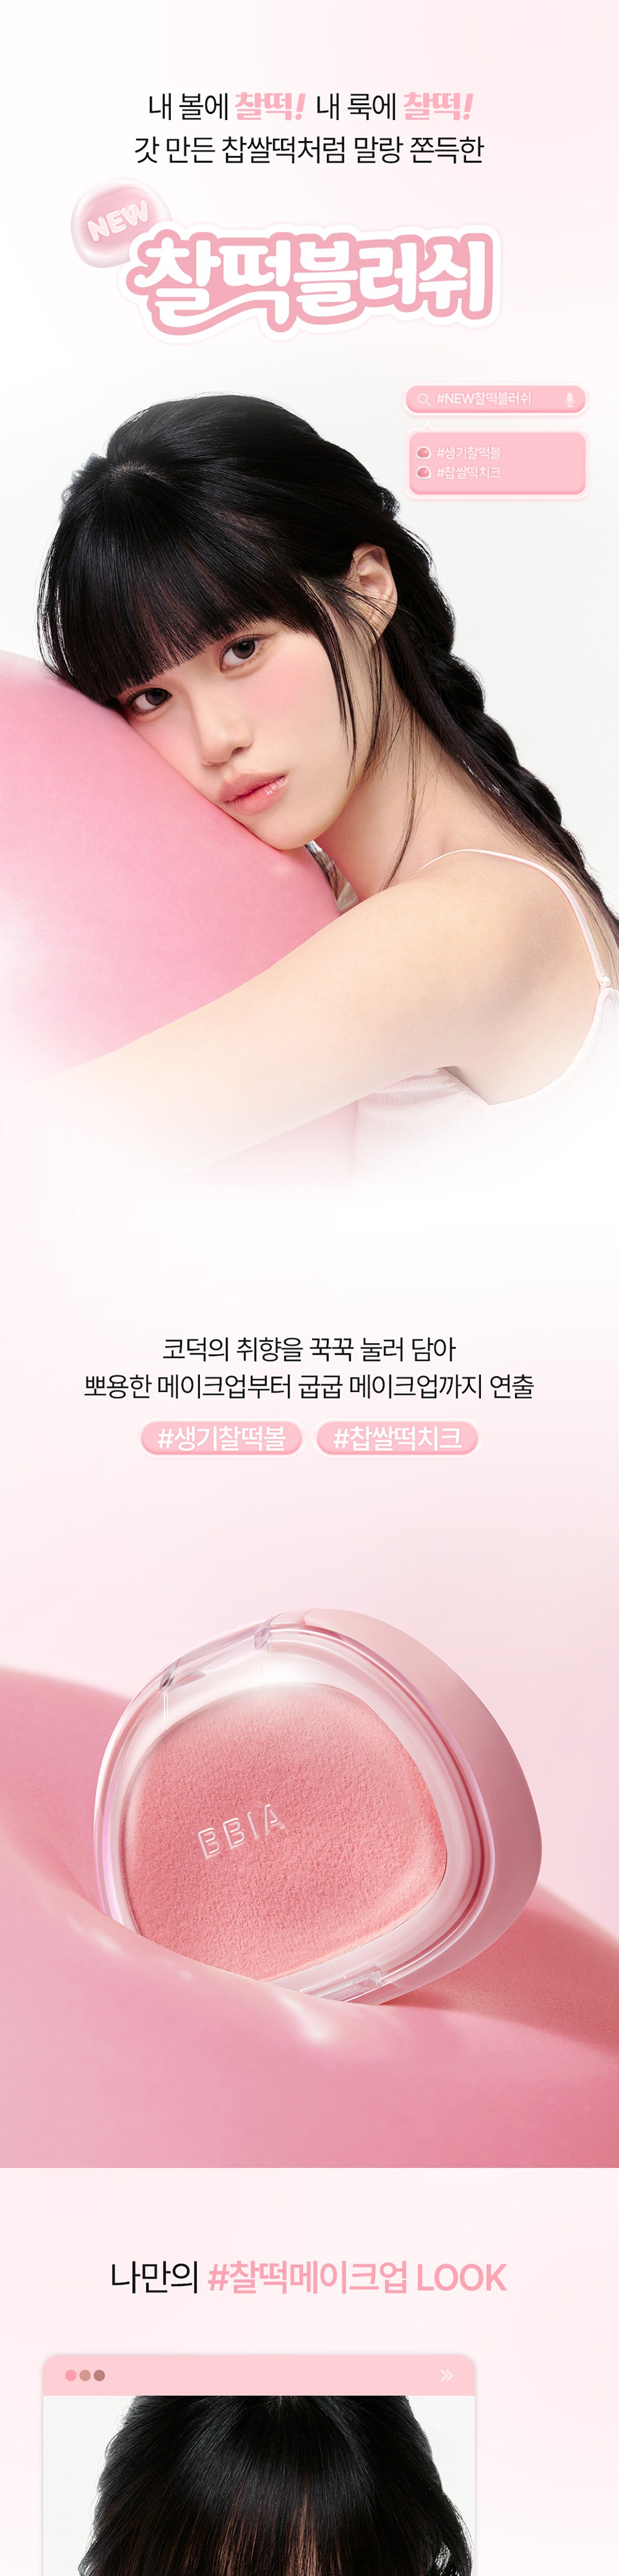 내 볼에 찰떡! 내 룩에 찰떡!
갓 만든 찹쌀떡처럼 말랑 쫀득한
NEW
찰떡블러쉬
#NEW찰떡블러쉬
#생기찰떡볼
#찹쌀떡치크
코덕의 취향을 꾹꾹 눌러 담아
뽀용한 메이크업부터 굽굽 메이크업까지 연출
#생기찰떡볼 #찹쌀떡치크
BBIA
나만의 #찰떡메이크업 LOOK